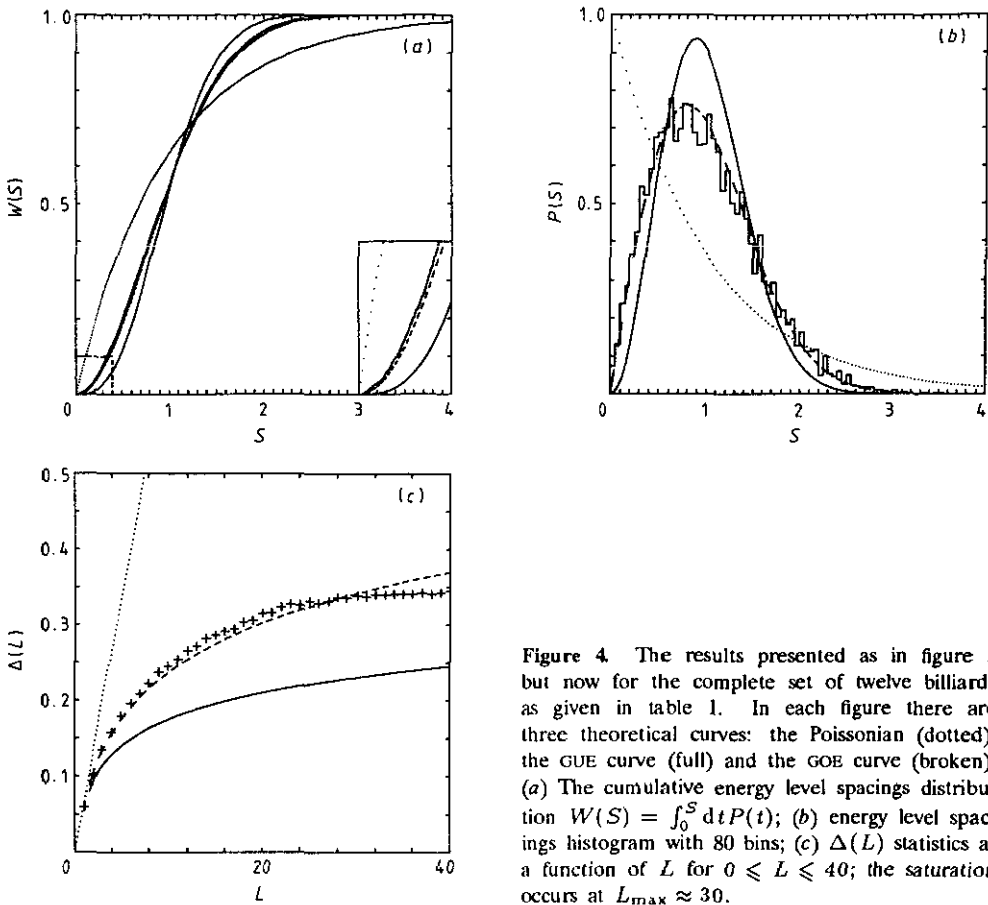 1.0
(a)
W(S)
0.5
0
1
2
3
4
S
1.0
(b)
P(S)
0.5
0
1
2
3
4
S
0.5
(c)
0.4
0.3
Δ(L)
0.2
0.1
0
20
40
L
Figure 4. The results presented as in figure
but now for the complete set of twelve billiard
as given in table 1. In each figure there are
three theoretical curves: the Poissonian (dotted)
the GUE curve (full) and the GOE curve (broken)
(a) The cumulative energy level spacings distribu
tion W(S) = ∫₀ˢ dtP(t); (b) energy level spac
ings histogram with 80 bins; (c) Δ(L) statistics a
a function of L for 0 ⩽ L ⩽ 40; the saturation
occurs at Lmax ≈ 30.